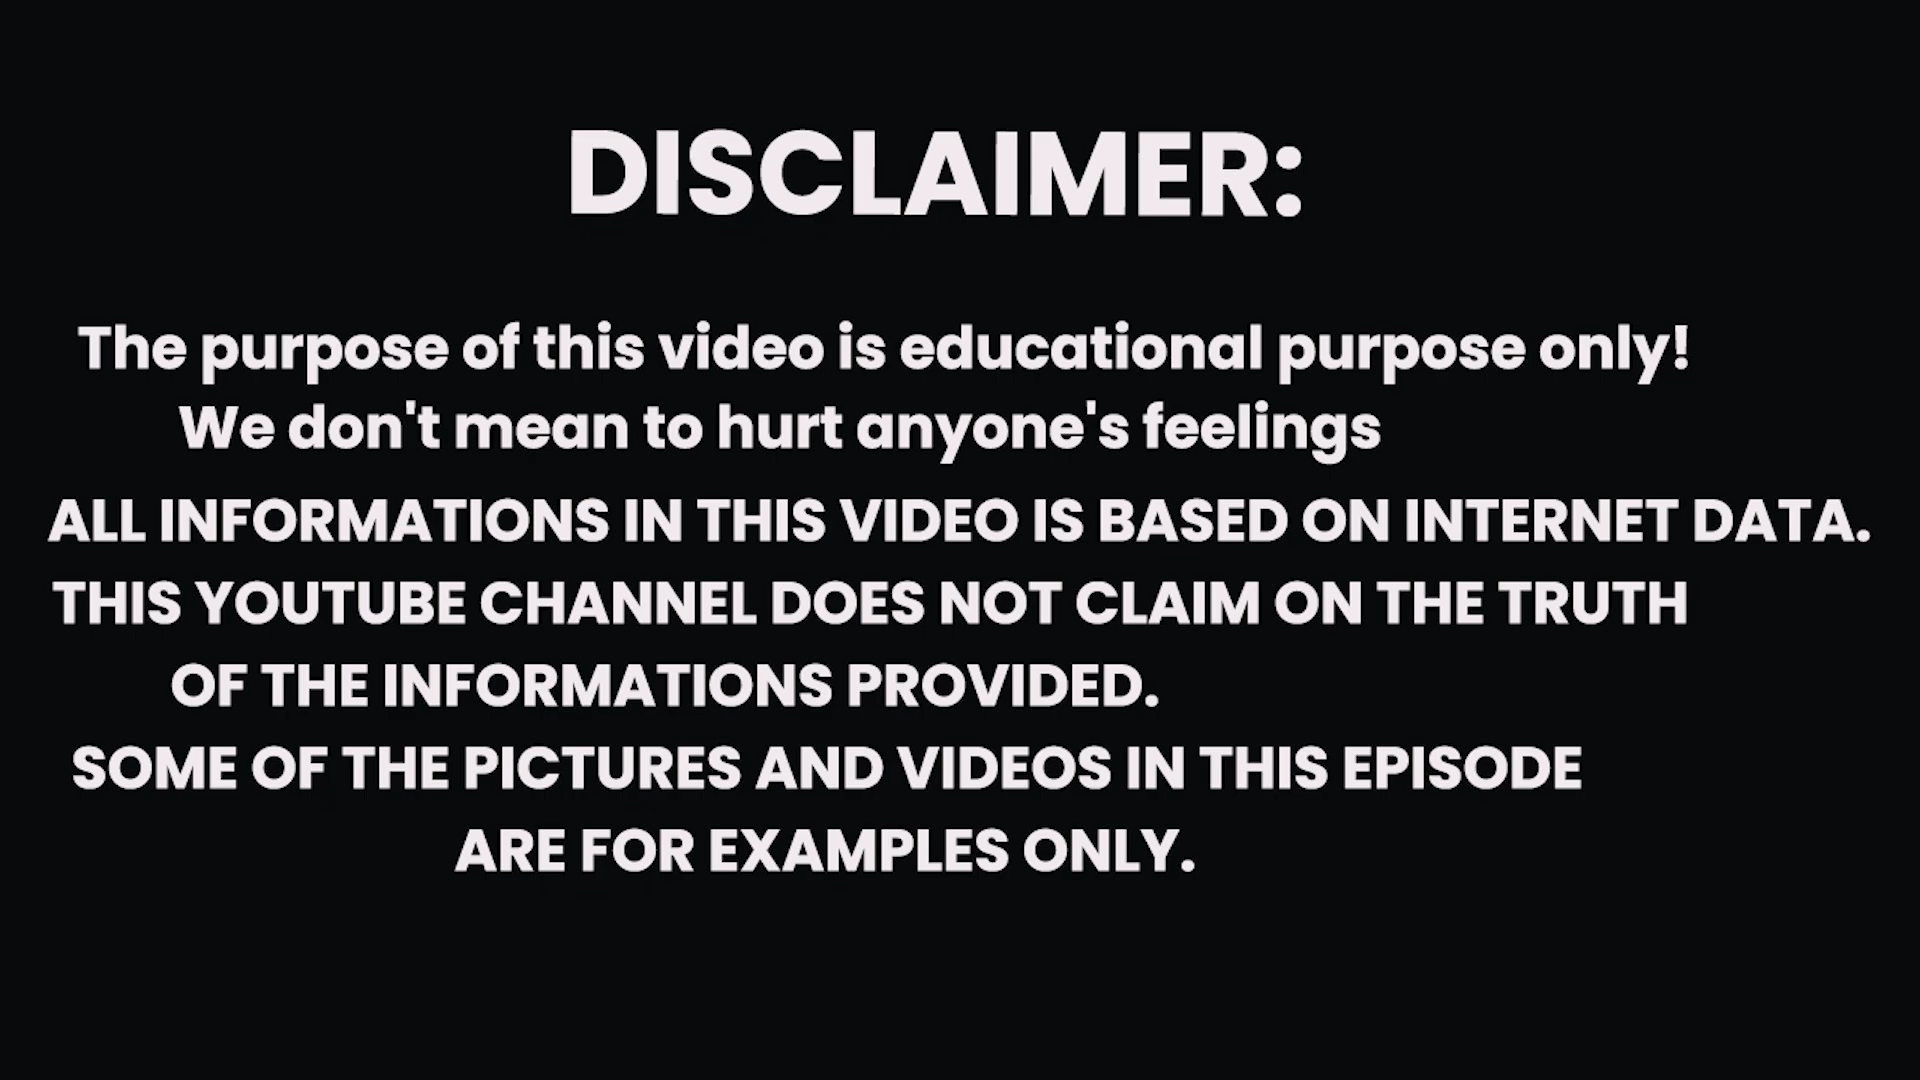 DISCLAIMER:
The purpose of this video is educational purpose only!
We don't mean to hurt anyone's feelings
ALL INFORMATIONS IN THIS VIDEO IS BASED ON INTERNET DATA.
THIS YOUTUBE CHANNEL DOES NOT CLAIM ON THE TRUTH
OF THE INFORMATIONS PROVIDED.
SOME OF THE PICTURES AND VIDEOS IN THIS EPISODE
ARE FOR EXAMPLES ONLY.